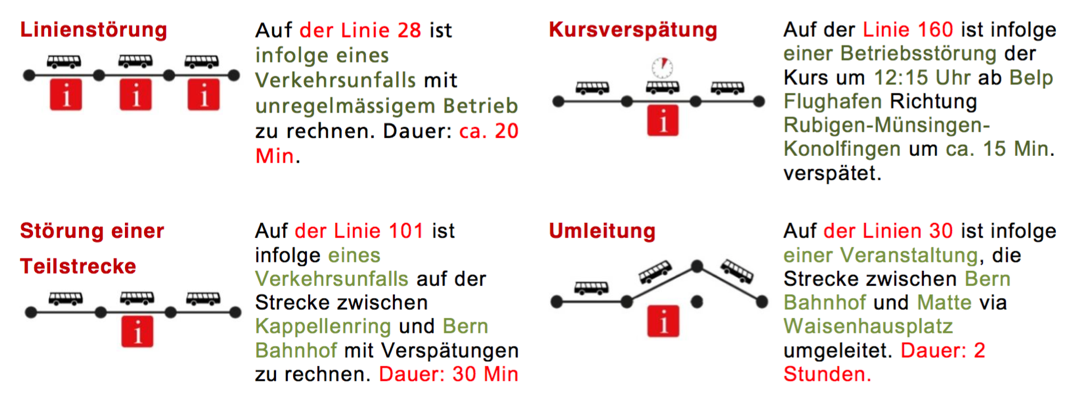 Linienstörung
Auf der Linie 28 ist
infolge eines
Verkehrsunfalls mit
unregelmässigem Betrieb
zu rechnen. Dauer: ca. 20
Min.
i
i
i
Kursverspätung
Auf der Linie 160 ist infolge
einer Betriebsstörung der
Kurs um 12:15 Uhr ab Belp
Flughafen Richtung
Rubigen-Münsingen-
Konolfingen um ca. 15 Min.
verspätet.
i
Störung einer
Teilstrecke
Auf der Linie 101 ist
infolge eines
Verkehrsunfalls auf der
Strecke zwischen
Kappellenring und Bern
Bahnhof mit Verspätungen
zu rechnen. Dauer: 30 Min
i
Umleitung
Auf der Linien 30 ist infolge
einer Veranstaltung, die
Strecke zwischen Bern
Bahnhof und Matte via
Waisenhausplatz
umgeleitet. Dauer: 2
Stunden.
i